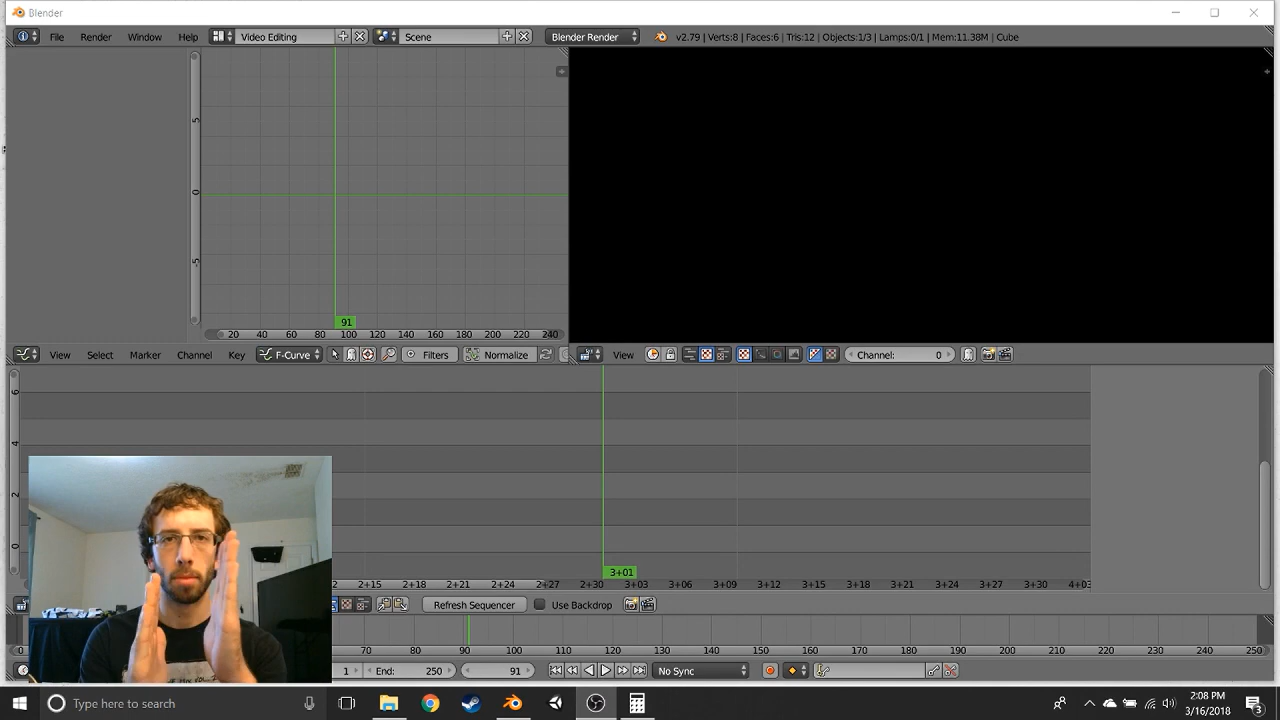 Blender
File Render Window Help Video Editing Scene Blender Render v2.79 | Verts:8 | Faces:6 | Tris:12 | Objects:1/3 | Lamps:0/1 | Mem:11.38M | Cube
5
0
-5
91
20 40 60 80 100 120 140 160 180 200 220 240
View Select Marker Channel Key F-Curve Filters Normalize View Channel: 0
6
4
2
0
3+01
2+15 2+18 2+21 2+24 2+27 2+30 3+03 3+06 3+09 3+12 3+15 3+18 3+21 3+24 3+27 3+30 4+03
Refresh Sequencer Use Backdrop
0 70 80 90 100 110 120 130 140 150 160 170 180 190 200 210 220 230 240 250
1 End: 250 91 No Sync
Type here to search 2:08 PM
3/16/2018 3